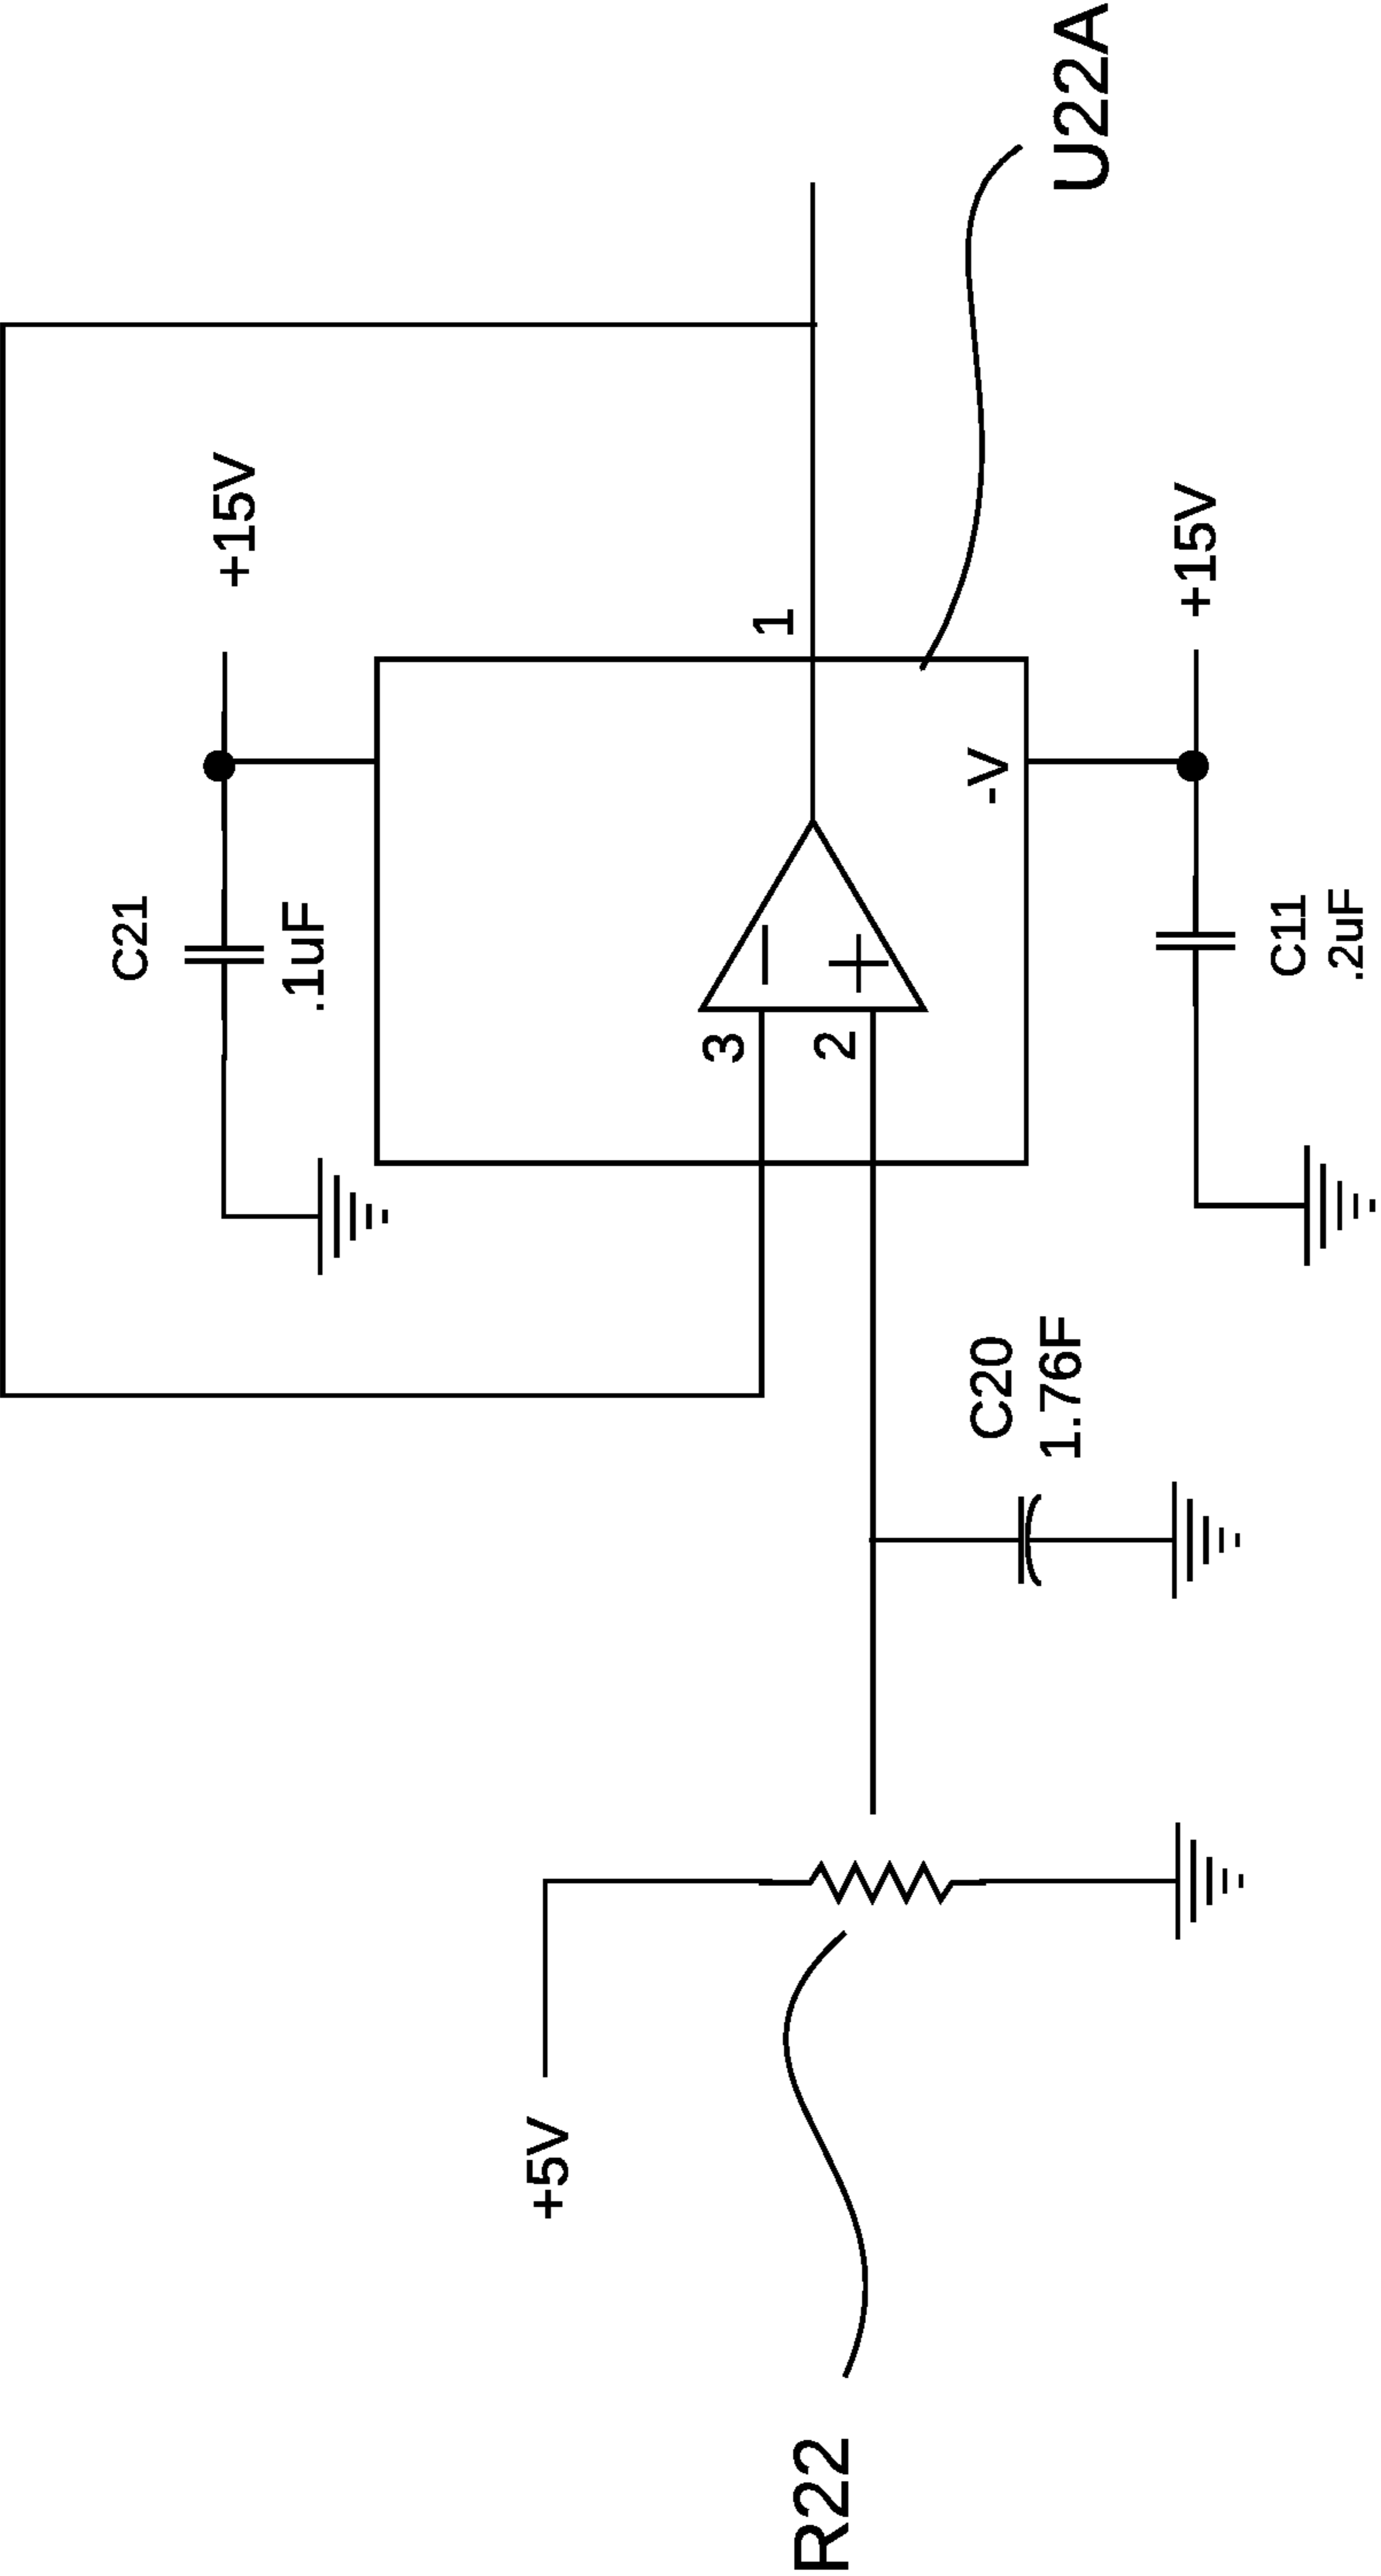 +15V
C21
.1uF
1
3
2
-V
U22A
+15V
C11
.2uF
C20
1.76F
+5V
R22